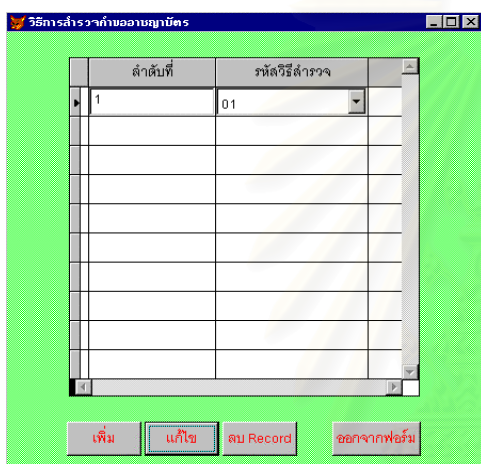 วิธีการสำรวจคำขออาชญาบัตร
ลำดับที่ รหัสวิธีสำรวจ
1 01
เพิ่ม แก้ไข ลบ Record ออกจากฟอร์ม